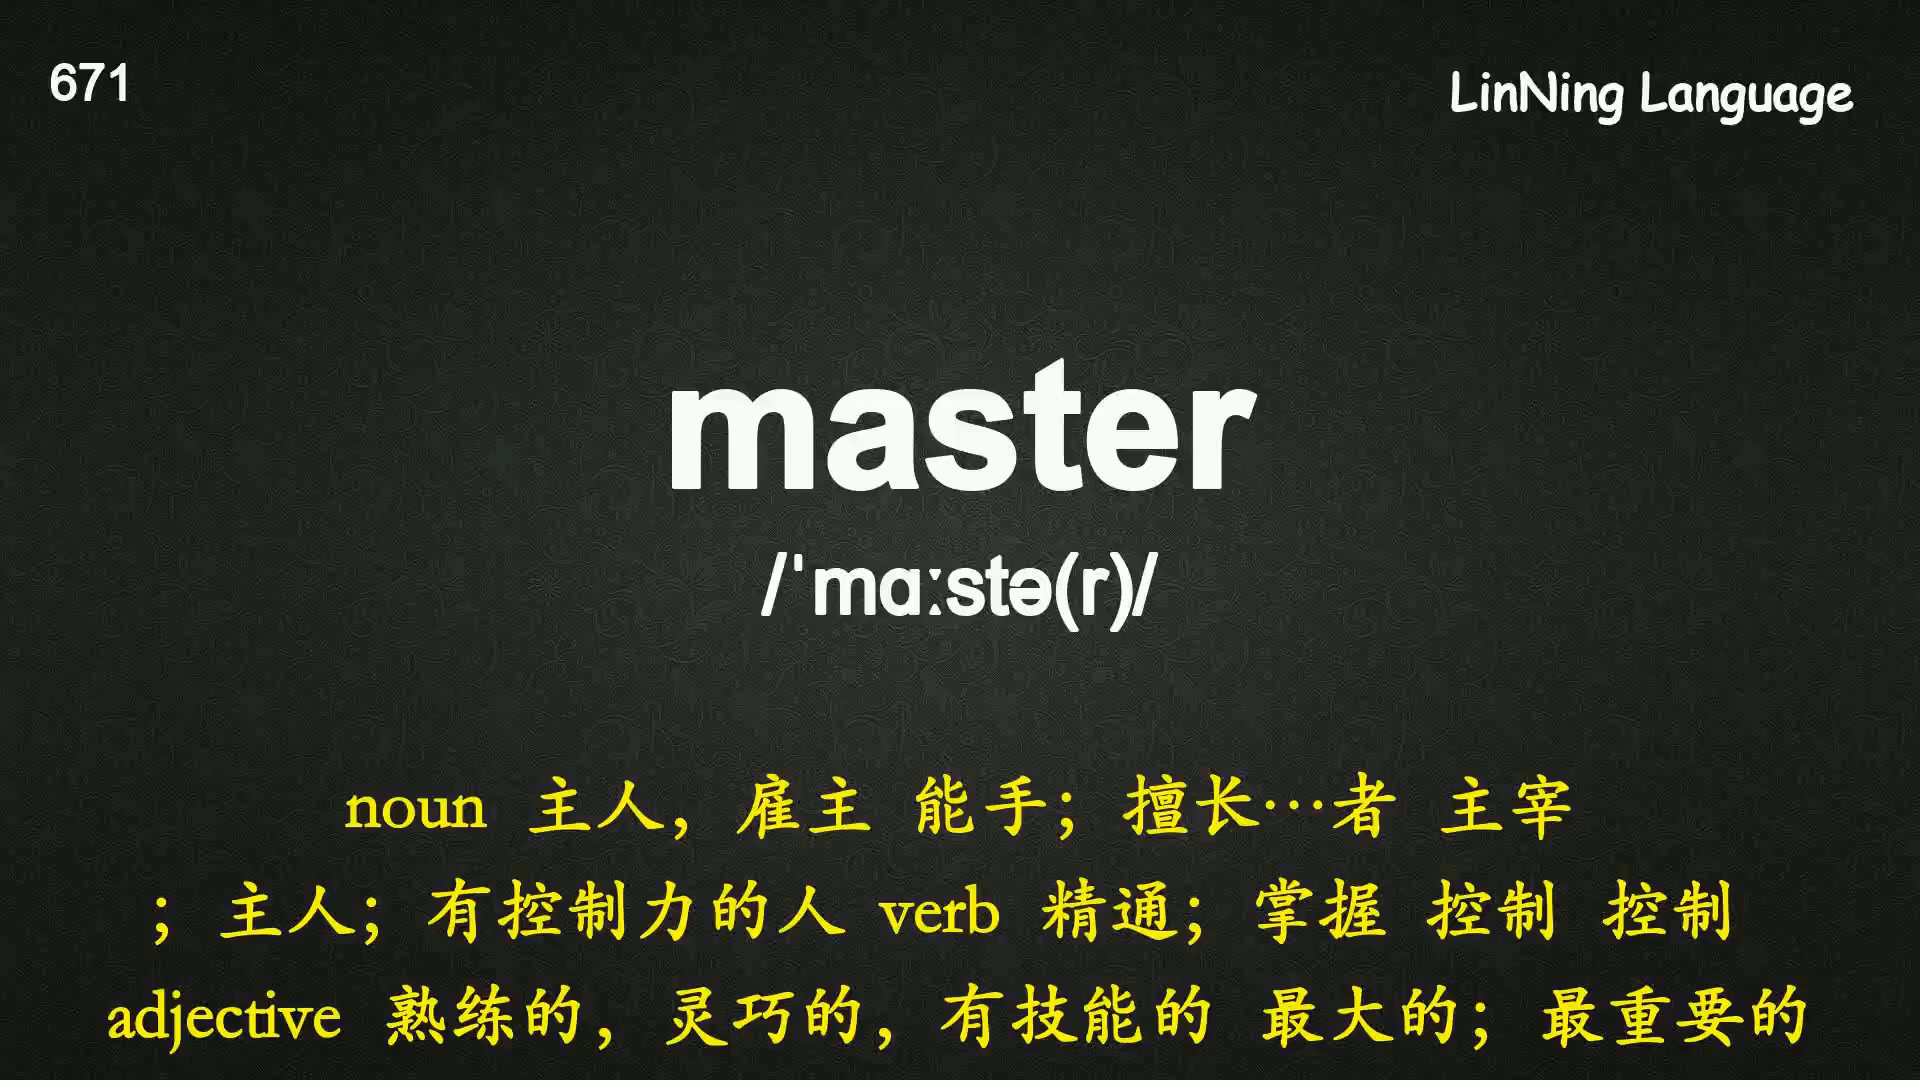 671
LinNing Language
master
/ˈmɑːstə(r)/
noun 主人，雇主 能手；擅长…者 主宰
；主人；有控制力的人 verb 精通；掌握 控制 控制
adjective 熟练的，灵巧的，有技能的 最大的；最重要的